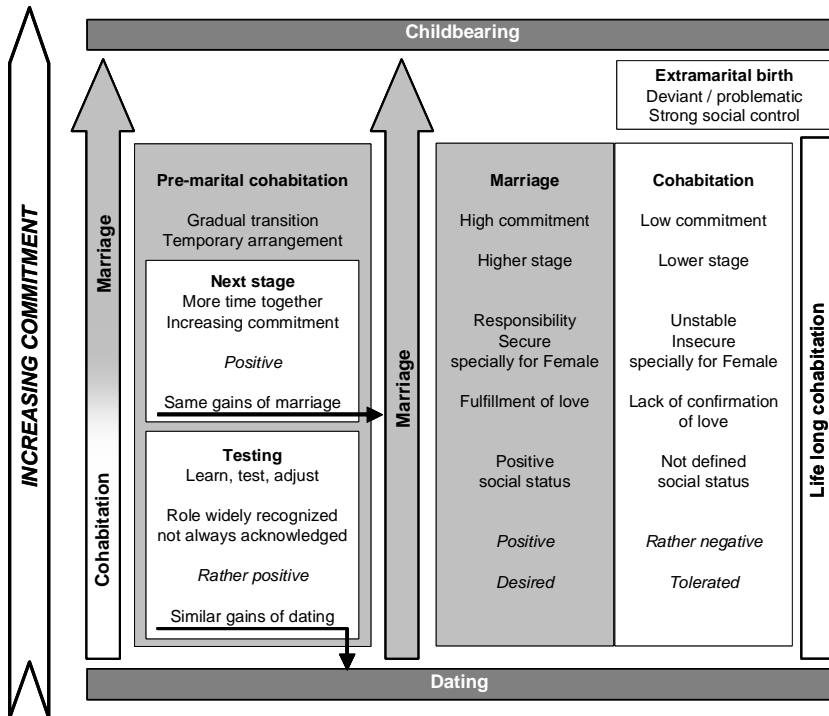 Childbearing
Extramarital birth
Deviant / problematic
Strong social control
INCREASING COMMITMENT
Marriage
Cohabitation
Pre-marital cohabitation
Gradual transition
Temporary arrangement
Next stage
More time together
Increasing commitment
Positive
Same gains of marriage
Testing
Learn, test, adjust
Role widely recognized
not always acknowledged
Rather positive
Similar gains of dating
Marriage
Marriage
High commitment
Higher stage
Responsibility
Secure
specially for Female
Fulfillment of love
Positive
social status
Positive
Desired
Cohabitation
Low commitment
Lower stage
Unstable
Insecure
specially for Female
Lack of confirmation
of love
Not defined
social status
Rather negative
Tolerated
Life long cohabitation
Dating